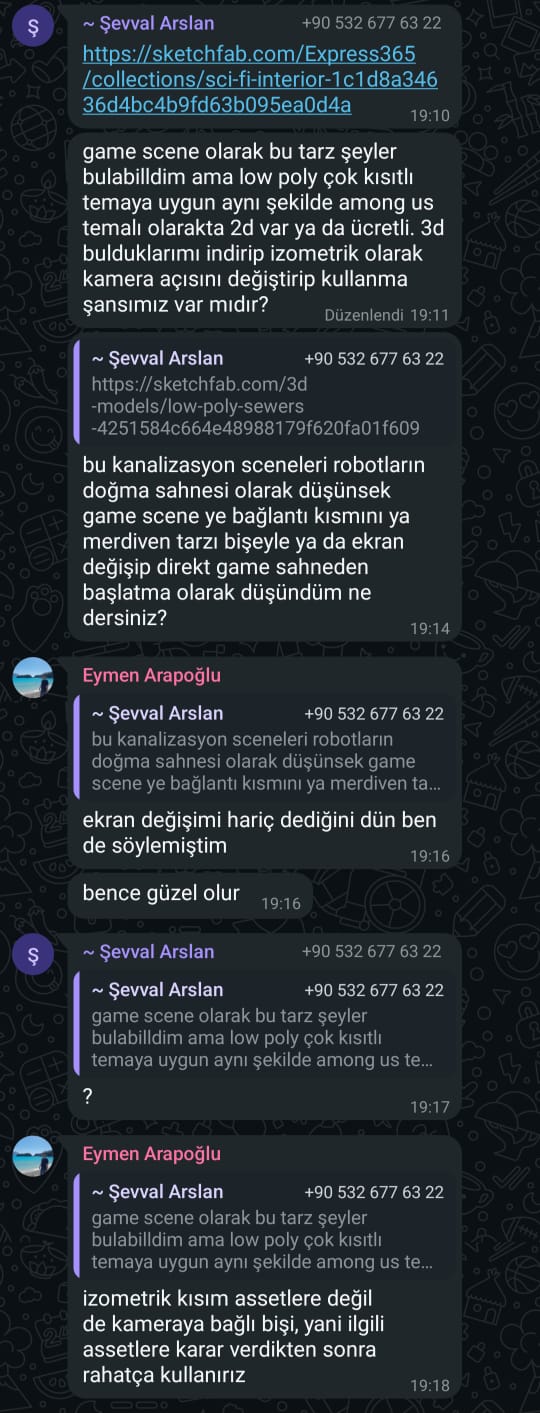 Ş
~ Şevval Arslan +90 532 677 63 22
https://sketchfab.com/Express365
/collections/sci-fi-interior-1c1d8a346
36d4bc4b9fd63b095ea0d4a
19:10
game scene olarak bu tarz şeyler
bulabilldim ama low poly çok kısıtlı
temaya uygun aynı şekilde among us
temalı olarakta 2d var ya da ücretli. 3d
bulduklarımı indirip izometrik olarak
kamera açısını değiştirip kullanma
şansımız var mıdır?
Düzenlendi 19:11
~ Şevval Arslan +90 532 677 63 22
https://sketchfab.com/3d
-models/low-poly-sewers
-4251584c664e48988179f620fa01f609
bu kanalizasyon sceneleri robotların
doğma sahnesi olarak düşünsek
game scene ye bağlantı kısmını ya
merdiven tarzı bişeyle ya da ekran
değişip direkt game sahneden
başlatma olarak düşündüm ne
dersiniz?
19:14
Eymen Arapoğlu
~ Şevval Arslan +90 532 677 63 22
bu kanalizasyon sceneleri robotların
doğma sahnesi olarak düşünsek game
scene ye bağlantı kısmını ya merdiven ta...
ekran değişimi hariç dediğini dün ben
de söylemiştim
19:16
bence güzel olur 19:16
Ş
~ Şevval Arslan +90 532 677 63 22
~ Şevval Arslan +90 532 677 63 22
game scene olarak bu tarz şeyler
bulabilldim ama low poly çok kısıtlı
temaya uygun aynı şekilde among us te...
?
19:17
Eymen Arapoğlu
~ Şevval Arslan +90 532 677 63 22
game scene olarak bu tarz şeyler
bulabilldim ama low poly çok kısıtlı
temaya uygun aynı şekilde among us te...
izometrik kısım assetlere değil
de kameraya bağlı bişi, yani ilgili
assetlere karar verdikten sonra
rahatça kullanırız
19:18